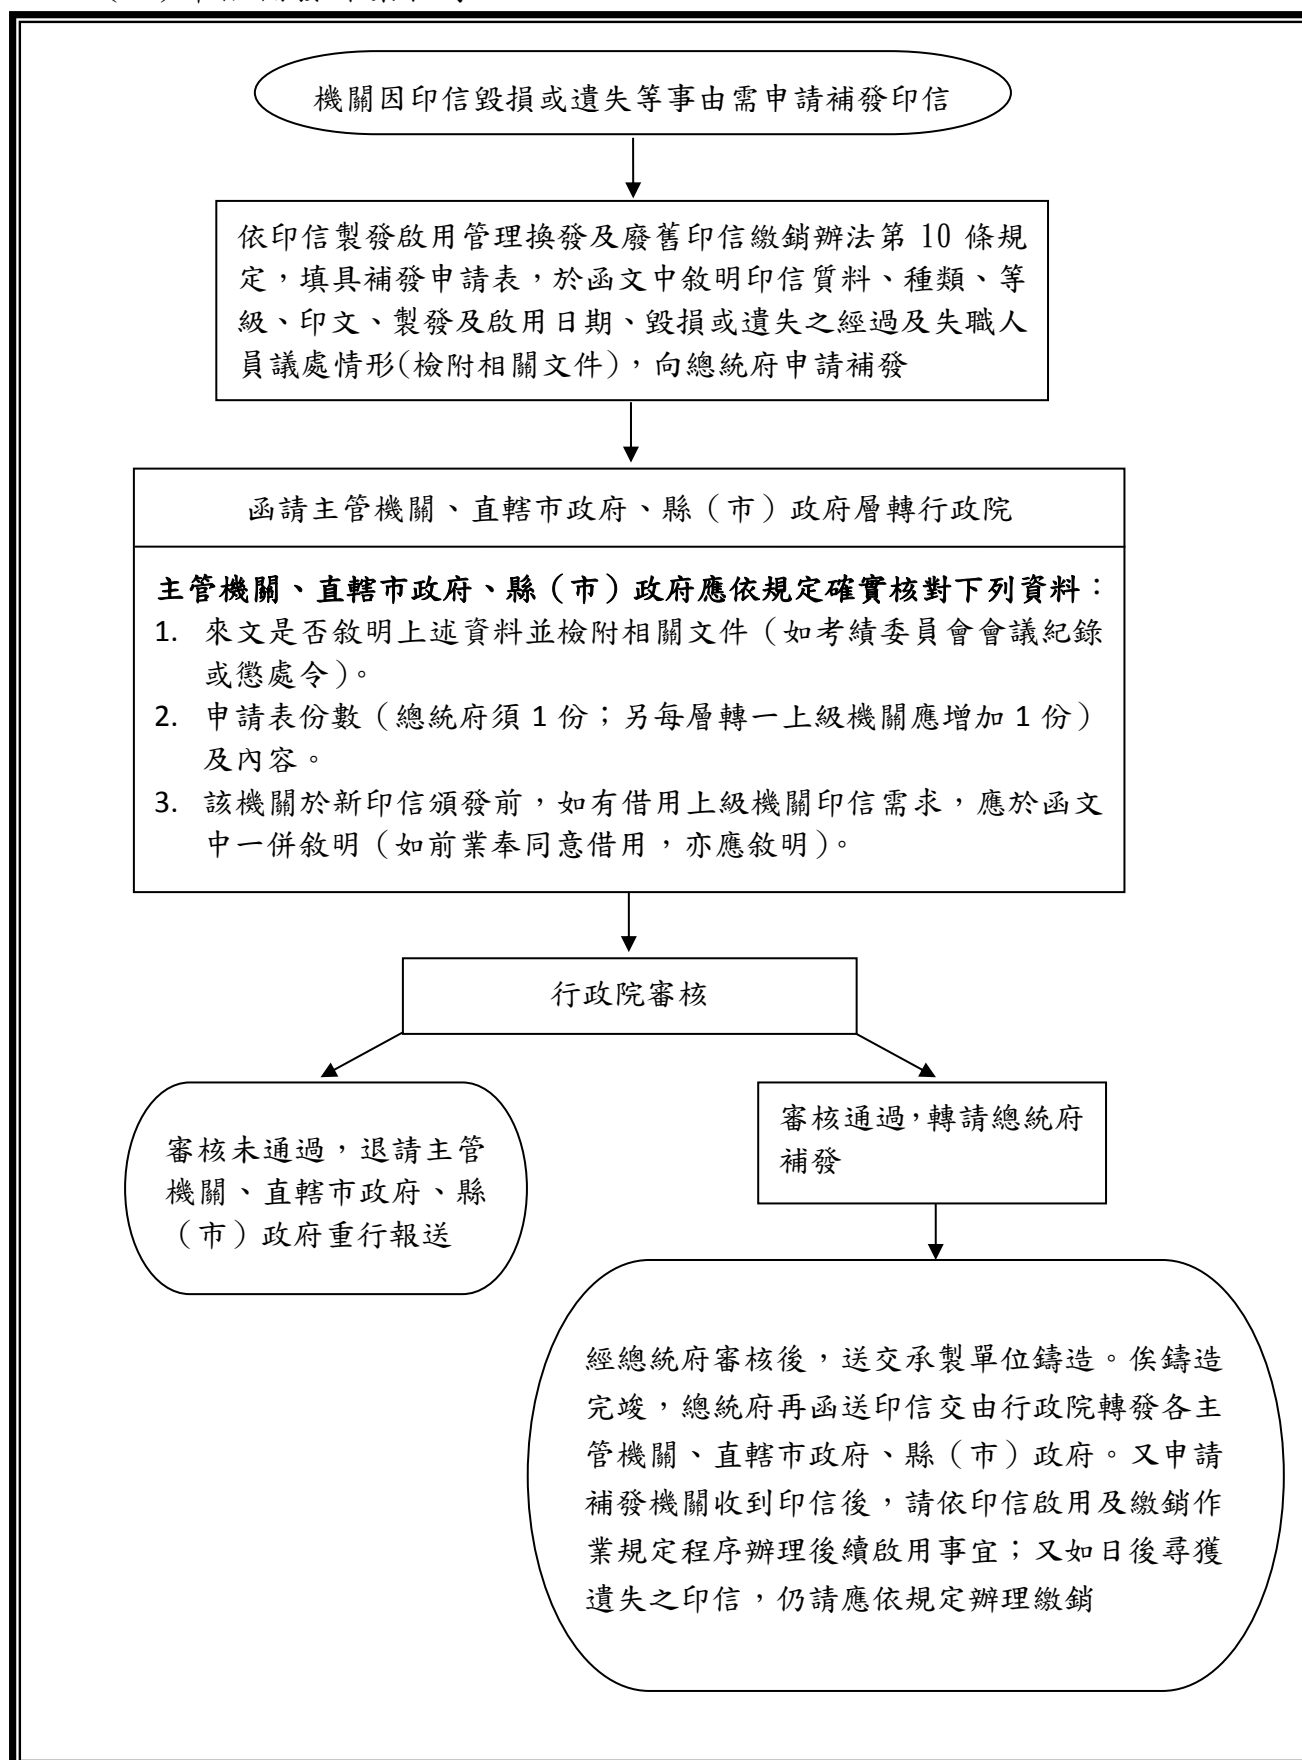 機關因印信毀損或遺失等事由需申請補發印信
依印信製發啟用管理換發及廢舊印信繳銷辦法第 10 條規
定，填具補發申請表，於函文中敘明印信質料、種類、等
級、印文、製發及啟用日期、毀損或遺失之經過及失職人
員議處情形(檢附相關文件)，向總統府申請補發
函請主管機關、直轄市政府、縣（市）政府層轉行政院
主管機關、直轄市政府、縣（市）政府應依規定確實核對下列資料：
1. 來文是否敘明上述資料並檢附相關文件（如考績委員會會議紀錄
或懲處令）。
2. 申請表份數（總統府須 1 份；另每層轉一上級機關應增加 1 份）
及內容。
3. 該機關於新印信頒發前，如有借用上級機關印信需求，應於函文
中一併敘明（如前業奉同意借用，亦應敘明）。
行政院審核
審核未通過，退請主管
機關、直轄市政府、縣
（市）政府重行報送
審核通過，轉請總統府
補發
經總統府審核後，送交承製單位鑄造。俟鑄造
完竣，總統府再函送印信交由行政院轉發各主
管機關、直轄市政府、縣（市）政府。又申請
補發機關收到印信後，請依印信啟用及繳銷作
業規定程序辦理後續啟用事宜；又如日後尋獲
遺失之印信，仍請應依規定辦理繳銷